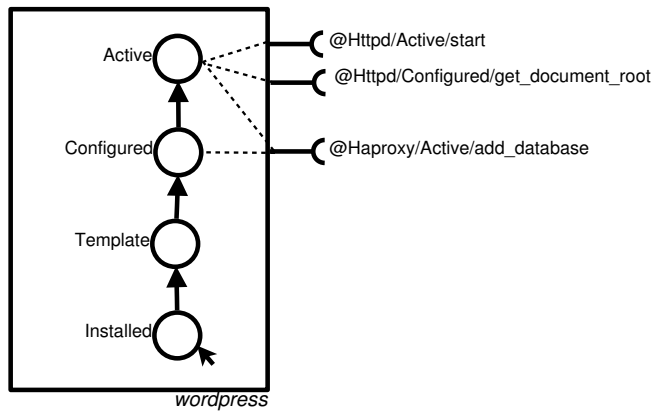 Active
@Httpd/Active/start
@Httpd/Configured/get_document_root
Configured
@Haproxy/Active/add_database
Template
Installed
wordpress